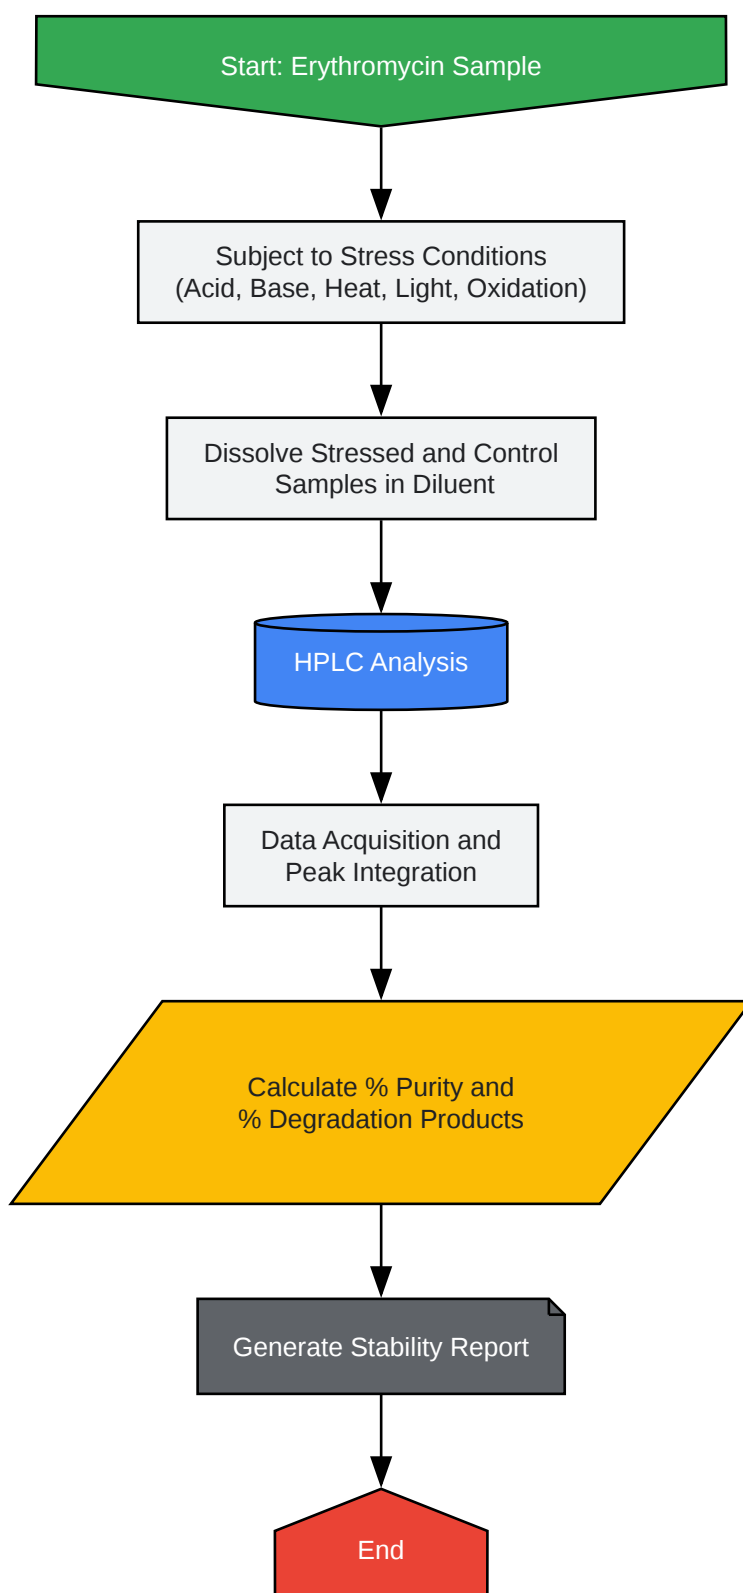 Start: Erythromycin Sample
Subject to Stress Conditions
(Acid, Base, Heat, Light, Oxidation)
Dissolve Stressed and Control
Samples in Diluent
HPLC Analysis
Data Acquisition and
Peak Integration
Calculate % Purity and
% Degradation Products
Generate Stability Report
End